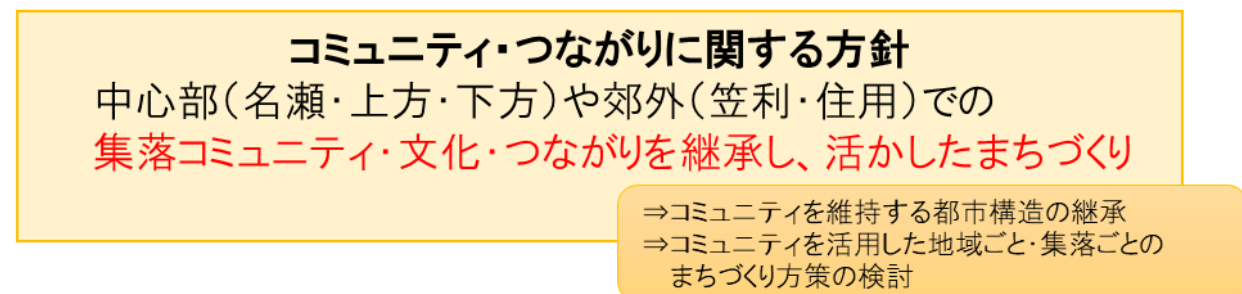 コミュニティ・つながりに関する方針
中心部(名瀬・上方・下方)や郊外(笠利・住用)での
集落コミュニティ・文化・つながりを継承し、活かしたまちづくり
⇒コミュニティを維持する都市構造の継承
⇒コミュニティを活用した地域ごと・集落ごとの
まちづくり方策の検討